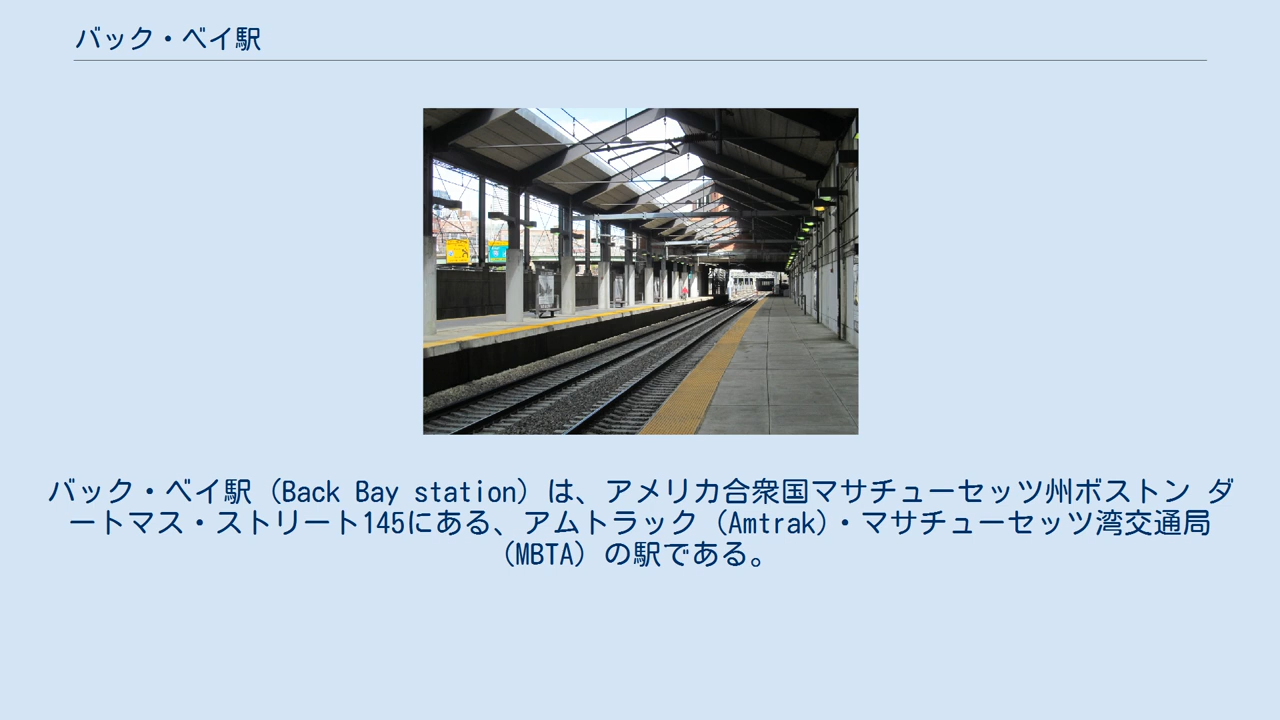 バック・ベイ駅
バック・ベイ駅（Back Bay station）は、アメリカ合衆国マサチューセッツ州ボストン ダ
ートマス・ストリート145にある、アムトラック（Amtrak)・マサチューセッツ湾交通局
（MBTA）の駅である。